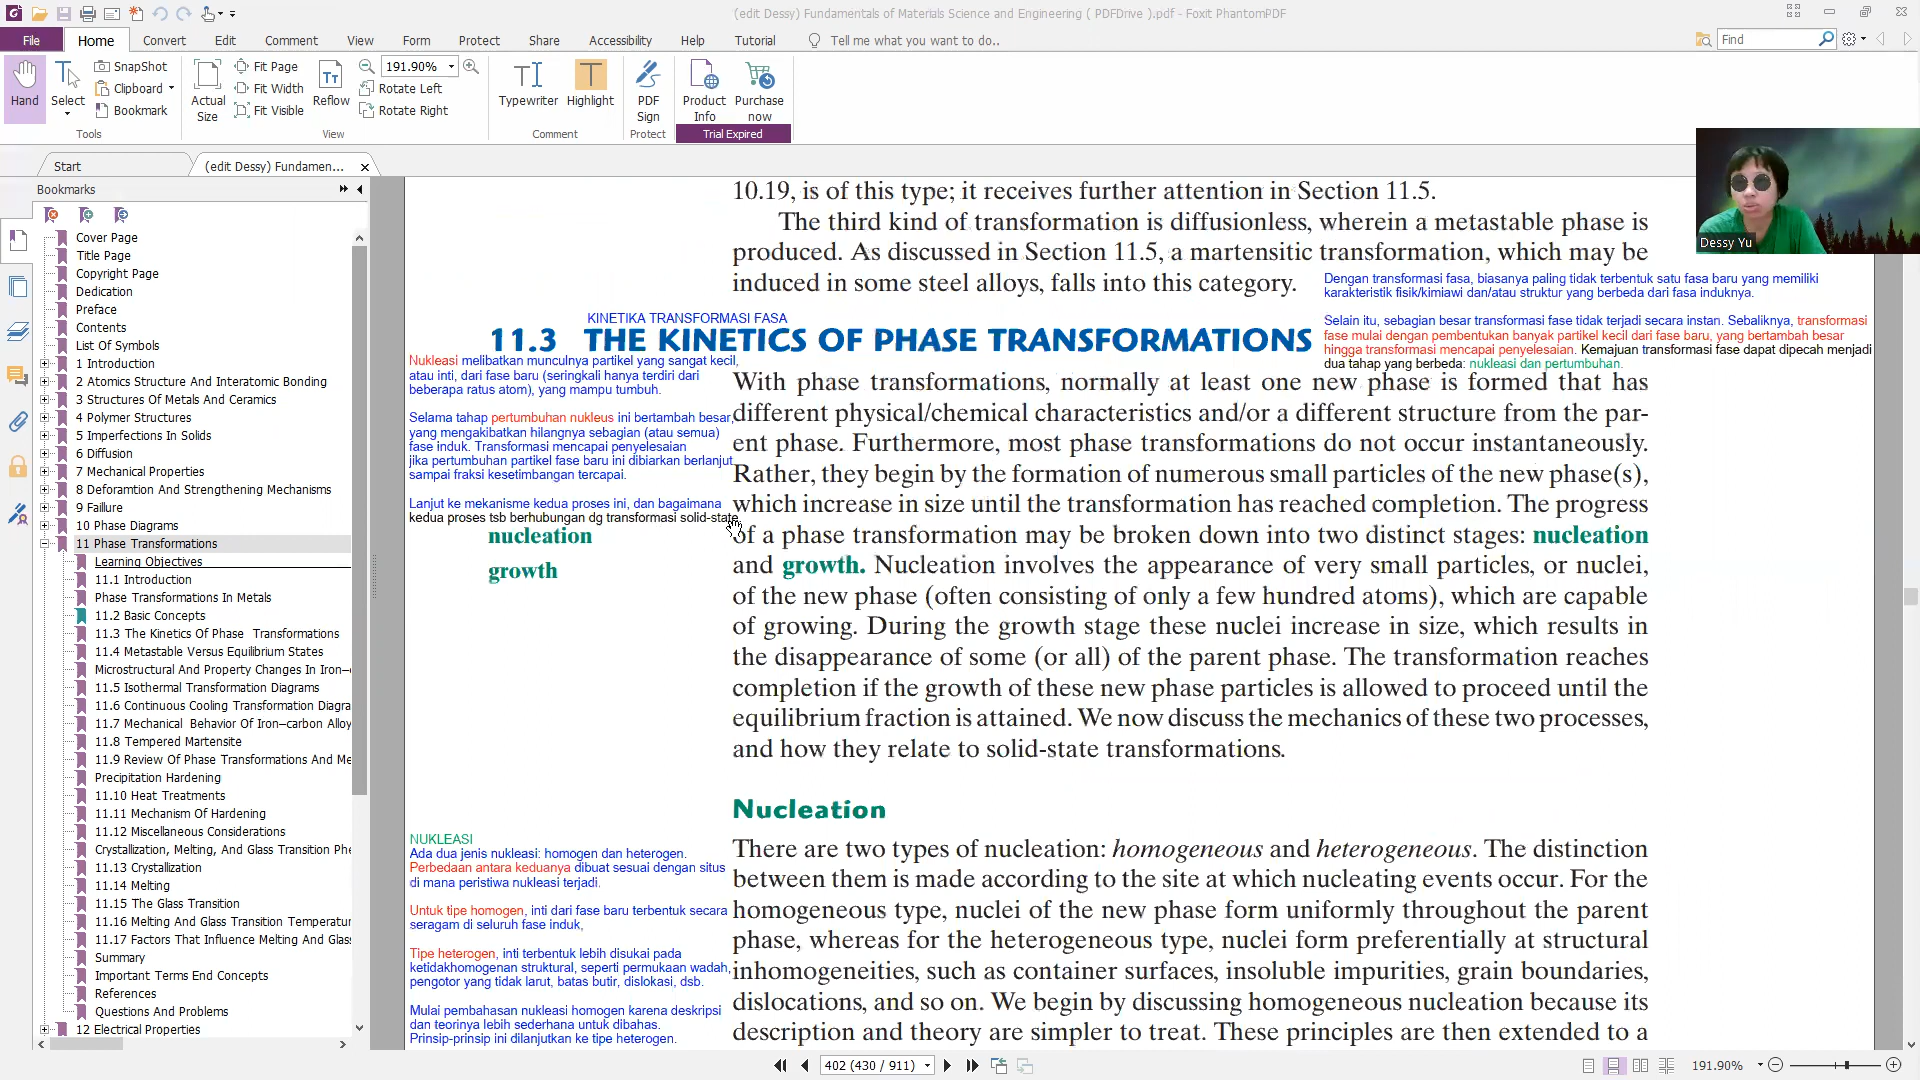 (edit Dessy) Fundamentals of Materials Science and Engineering ( PDFDrive ).pdf - Foxit PhantomPDF
File Home Convert Edit Comment View Form Protect Share Accessibility Help Tutorial Tell me what you want to do.. Find
Hand
Select
SnapShot
Clipboard
Bookmark
Tools
Actual Size
Fit Page
Fit Width
Fit Visible
Reflow
191.90%
Rotate Left
Rotate Right
View
Typewriter
Highlight
Comment
PDF Sign
Protect
Product Info
Purchase now
Trial Expired
Start
(edit Dessy) Fundamen...
Bookmarks
Cover Page
Title Page
Copyright Page
Dedication
Preface
Contents
List Of Symbols
1 Introduction
2 Atomics Structure And Interatomic Bonding
3 Structures Of Metals And Ceramics
4 Polymer Structures
5 Imperfections In Solids
6 Diffusion
7 Mechanical Properties
8 Deforamtion And Strengthening Mechanisms
9 Failure
10 Phase Diagrams
11 Phase Transformations
Learning Objectives
11.1 Introduction
Phase Transformations In Metals
11.2 Basic Concepts
11.3 The Kinetics Of Phase Transformations
11.4 Metastable Versus Equilibrium States
Microstructural And Property Changes In Iron–
11.5 Isothermal Transformation Diagrams
11.6 Continuous Cooling Transformation Diagra
11.7 Mechanical Behavior Of Iron–carbon Alloy
11.8 Tempered Martensite
11.9 Review Of Phase Transformations And Me
Precipitation Hardening
11.10 Heat Treatments
11.11 Mechanism Of Hardening
11.12 Miscellaneous Considerations
Crystallization, Melting, And Glass Transition Phe
11.13 Crystallization
11.14 Melting
11.15 The Glass Transition
11.16 Melting And Glass Transition Temperatur
11.17 Factors That Influence Melting And Glass
Summary
Important Terms End Concepts
References
Questions And Problems
12 Electrical Properties
10.19, is of this type; it receives further attention in Section 11.5.
The third kind of transformation is diffusionless, wherein a metastable phase is
produced. As discussed in Section 11.5, a martensitic transformation, which may be
induced in some steel alloys, falls into this category.
Dessy Yu
Dengan transformasi fasa, biasanya paling tidak terbentuk satu fasa baru yang memiliki
karakteristik fisik/kimiawi dan/atau struktur yang berbeda dari fasa induknya.
Selain itu, sebagian besar transformasi fase tidak terjadi secara instan. Sebaliknya, transformasi
fase mulai dengan pembentukan banyak partikel kecil dari fase baru, yang bertambah besar
hingga transformasi mencapai penyelesaian. Kemajuan transformasi fase dapat dipecah menjadi
dua tahap yang berbeda: nukleasi dan pertumbuhan.
KINETIKA TRANSFORMASI FASA
11.3 THE KINETICS OF PHASE TRANSFORMATIONS
Nukleasi melibatkan munculnya partikel yang sangat kecil,
atau inti, dari fase baru (seringkali hanya terdiri dari
beberapa ratus atom), yang mampu tumbuh.
Selama tahap pertumbuhan nukleus ini bertambah besar,
yang mengakibatkan hilangnya sebagian (atau semua)
fase induk. Transformasi mencapai penyelesaian
jika pertumbuhan partikel fase baru ini dibiarkan berlanjut
sampai fraksi kesetimbangan tercapai.
Lanjut ke mekanisme kedua proses ini, dan bagaimana
kedua proses tsb berhubungan dg transformasi solid-state.
nucleation
growth
With phase transformations, normally at least one new phase is formed that has
different physical/chemical characteristics and/or a different structure from the par-
ent phase. Furthermore, most phase transformations do not occur instantaneously.
Rather, they begin by the formation of numerous small particles of the new phase(s),
which increase in size until the transformation has reached completion. The progress
of a phase transformation may be broken down into two distinct stages: nucleation
and growth. Nucleation involves the appearance of very small particles, or nuclei,
of the new phase (often consisting of only a few hundred atoms), which are capable
of growing. During the growth stage these nuclei increase in size, which results in
the disappearance of some (or all) of the parent phase. The transformation reaches
completion if the growth of these new phase particles is allowed to proceed until the
equilibrium fraction is attained. We now discuss the mechanics of these two processes,
and how they relate to solid-state transformations.
Nucleation
NUKLEASI
Ada dua jenis nukleasi: homogen dan heterogen.
Perbedaan antara keduanya dibuat sesuai dengan situs
di mana peristiwa nukleasi terjadi.
Untuk tipe homogen, inti dari fase baru terbentuk secara
seragam di seluruh fase induk,
Tipe heterogen, inti terbentuk lebih disukai pada
ketidakhomogenan struktural, seperti permukaan wadah,
pengotor yang tidak larut, batas butir, dislokasi, dsb.
Mulai pembahasan nukleasi homogen karena deskripsi
dan teorinya lebih sederhana untuk dibahas.
Prinsip-prinsip ini dilanjutkan ke tipe heterogen.
There are two types of nucleation: homogeneous and heterogeneous. The distinction
between them is made according to the site at which nucleating events occur. For the
homogeneous type, nuclei of the new phase form uniformly throughout the parent
phase, whereas for the heterogeneous type, nuclei form preferentially at structural
inhomogeneities, such as container surfaces, insoluble impurities, grain boundaries,
dislocations, and so on. We begin by discussing homogeneous nucleation because its
description and theory are simpler to treat. These principles are then extended to a
402 (430 / 911)
191.90%